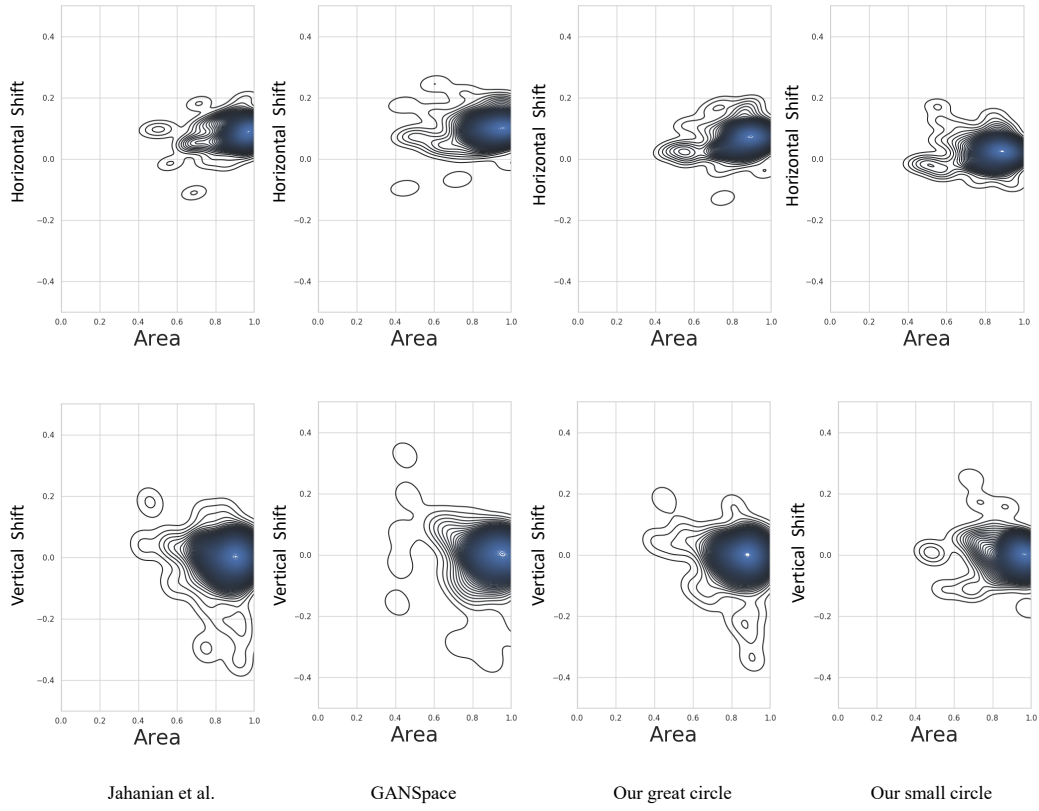 0.4 0.4 0.4 0.4
Horizontal Shift Horizontal Shift Horizontal Shift Horizontal Shift
0.2 0.2 0.2 0.2
0.0 0.0 0.0 0.0
−0.2 −0.2 −0.2 −0.2
−0.4 −0.4 −0.4 −0.4
0.0 0.2 0.4 0.6 0.8 1.0 0.0 0.2 0.4 0.6 0.8 1.0 0.0 0.2 0.4 0.6 0.8 1.0 0.0 0.2 0.4 0.6 0.8 1.0
Area Area Area Area
0.4 0.4 0.4 0.4
Vertical Shift Vertical Shift Vertical Shift Vertical Shift
0.2 0.2 0.2 0.2
0.0 0.0 0.0 0.0
−0.2 −0.2 −0.2 −0.2
−0.4 −0.4 −0.4 −0.4
0.0 0.2 0.4 0.6 0.8 1.0 0.0 0.2 0.4 0.6 0.8 1.0 0.0 0.2 0.4 0.6 0.8 1.0 0.0 0.2 0.4 0.6 0.8 1.0
Area Area Area Area
Jahanian et al. GANSpace Our great circle Our small circle